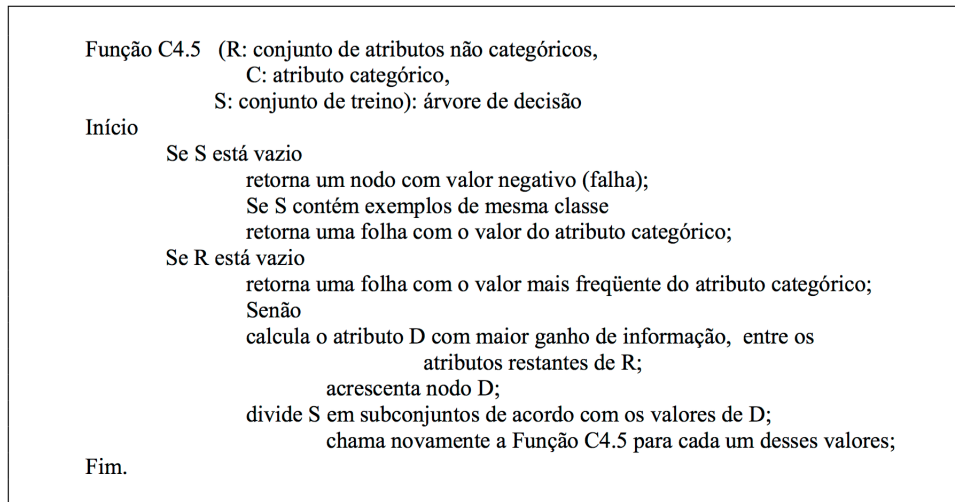 Função C4.5 (R: conjunto de atributos não categóricos,
C: atributo categórico,
S: conjunto de treino): árvore de decisão
Início
Se S está vazio
retorna um nodo com valor negativo (falha);
Se S contém exemplos de mesma classe
retorna uma folha com o valor do atributo categórico;
Se R está vazio
retorna uma folha com o valor mais freqüente do atributo categórico;
Senão
calcula o atributo D com maior ganho de informação, entre os
atributos restantes de R;
acrescenta nodo D;
divide S em subconjuntos de acordo com os valores de D;
chama novamente a Função C4.5 para cada um desses valores;
Fim.